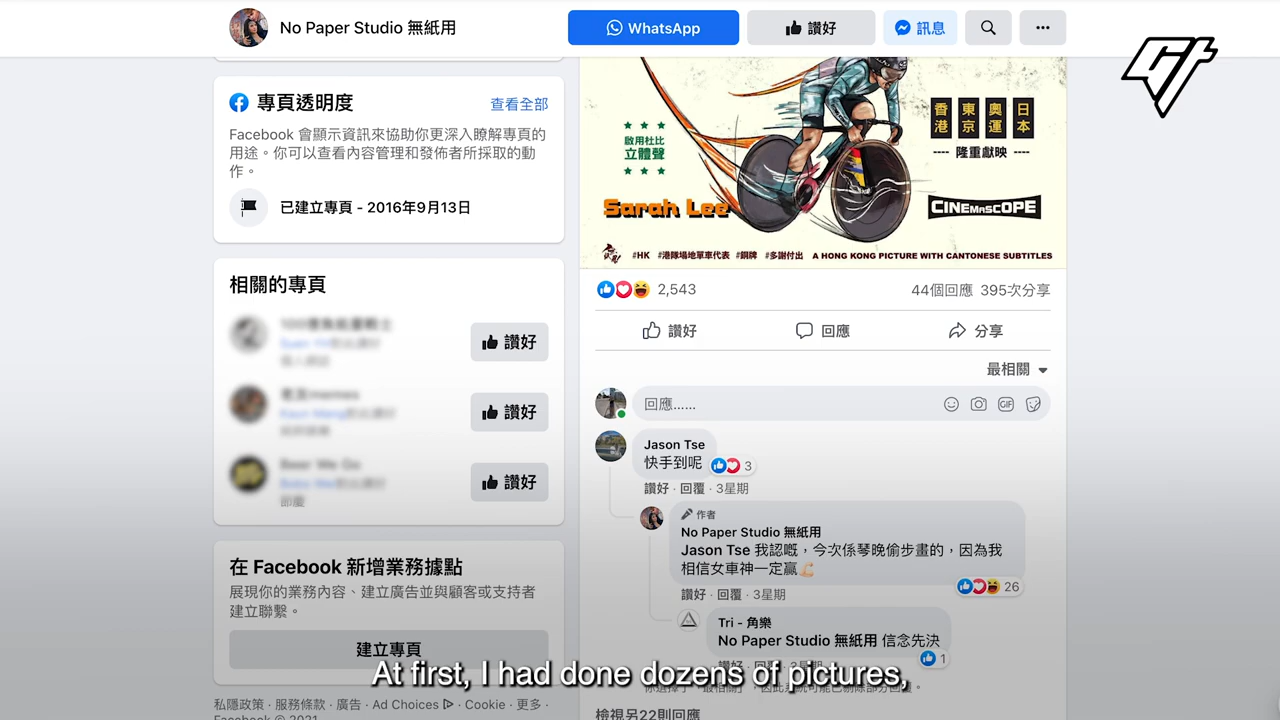 No Paper Studio 無紙用
WhatsApp
讚好
訊息
專頁透明度
查看全部
Facebook 會顯示資訊來協助你更深入瞭解專頁的
用途。你可以查看內容管理和發佈者所採取的動
作。
已建立專頁 - 2016年9月13日
相關的專頁
讚好
讚好
讚好
在 Facebook 新增業務據點
展現你的業務內容、建立廣告並與顧客或支持者
建立聯繫。
建立專頁
私隱政策 · 服務條款 · 廣告 · Ad Choices · Cookie · 更多 ·
Facebook © 2021
啟用杜比
立體聲
香港
東京
奧運
日本
---- 隆重獻映 ----
Sarah Lee
CINEMASCOPE
#HK #港隊場地單車代表 #銅牌 #多謝付出 A HONG KONG PICTURE WITH CANTONESE SUBTITLES
2,543
44個回應 395次分享
讚好
回應
分享
最相關
回應......
GIF
Jason Tse
快手到呢
3
讚好 · 回覆 · 3星期
作者
No Paper Studio 無紙用
Jason Tse 我認嘅，今次係琴晚偷步畫的，因為我
相信女車神一定贏
26
讚好 · 回覆 · 3星期
Tri - 角樂
No Paper Studio 無紙用 信念先決
1
讚好 · 回覆 · 3星期
檢視另22則回應
At first, I had done dozens of pictures,